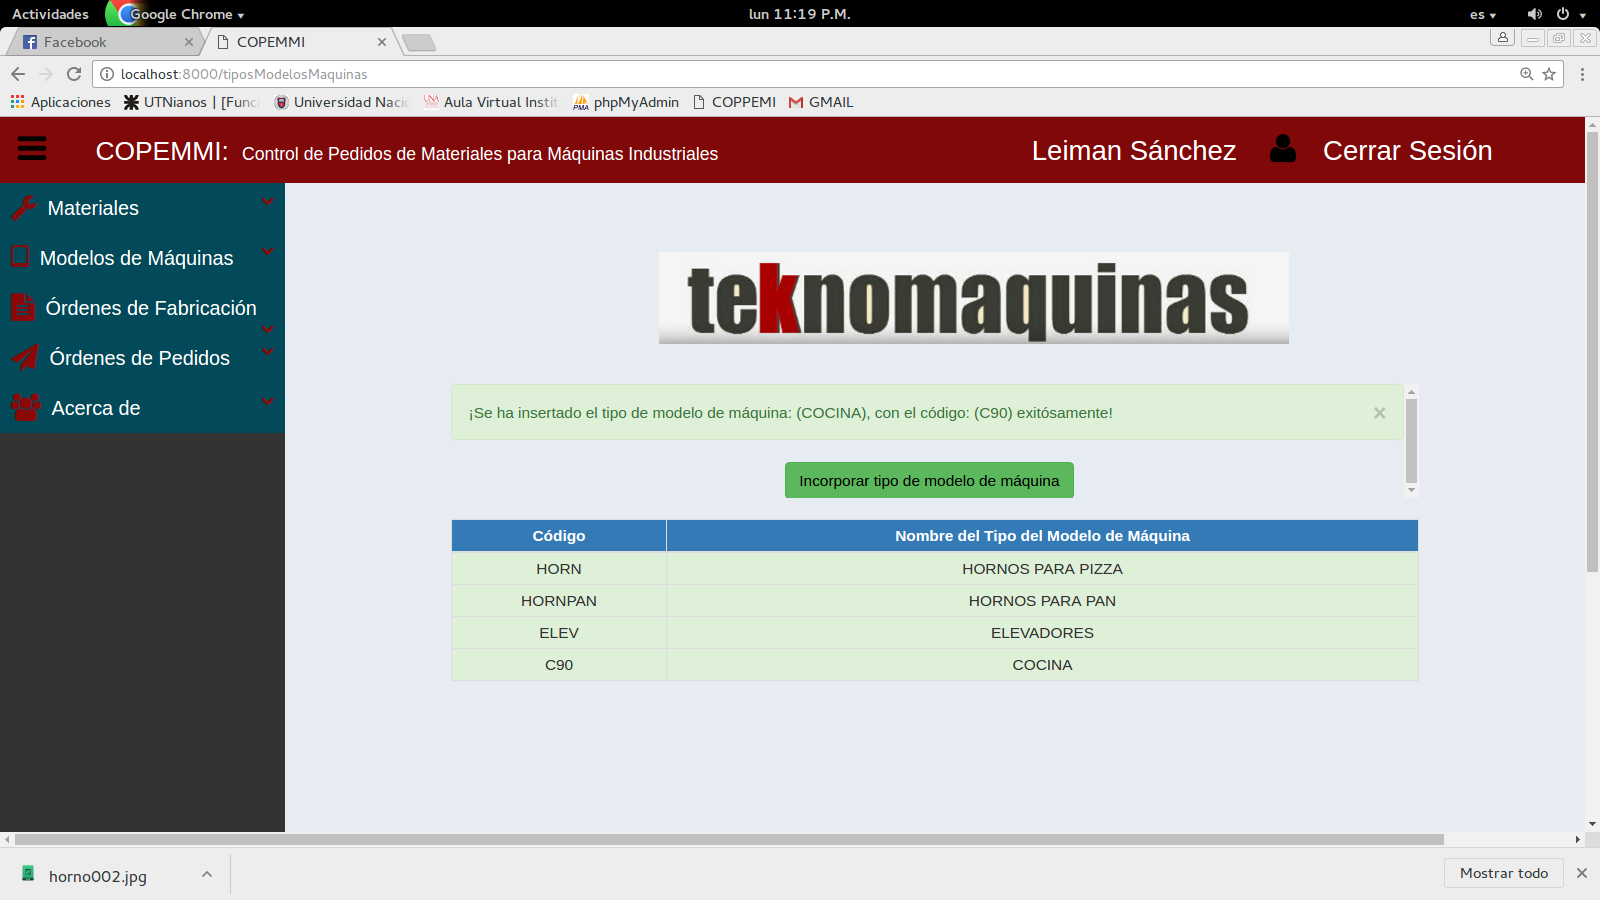 Actividades Google Chrome lun 11:19 P.M. es
Facebook COPEMMI
localhost:8000/tiposModelosMaquinas
Aplicaciones UTNianos | [Func Universidad Nacic Aula Virtual Instit phpMyAdmin COPPEMI GMAIL
COPEMMI: Control de Pedidos de Materiales para Máquinas Industriales Leiman Sánchez Cerrar Sesión
Materiales
Modelos de Máquinas
Órdenes de Fabricación
Órdenes de Pedidos
Acerca de
teknomaquinas
¡Se ha insertado el tipo de modelo de máquina: (COCINA), con el código: (C90) exitósamente! ×
Incorporar tipo de modelo de máquina
Código Nombre del Tipo del Modelo de Máquina
HORN HORNOS PARA PIZZA
HORNPAN HORNOS PARA PAN
ELEV ELEVADORES
C90 COCINA
horno002.jpg Mostrar todo